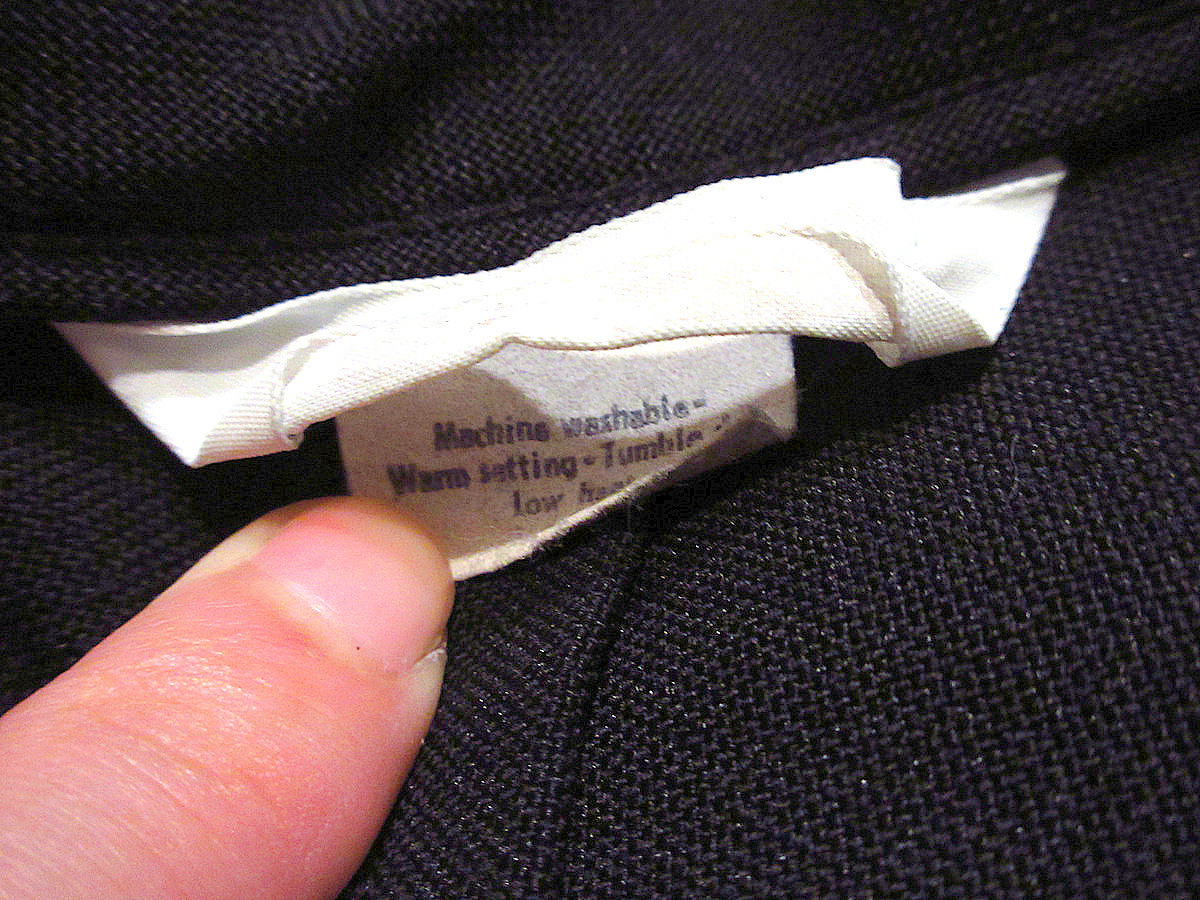 Machine washable-
Warm setting-Tumble
low heat